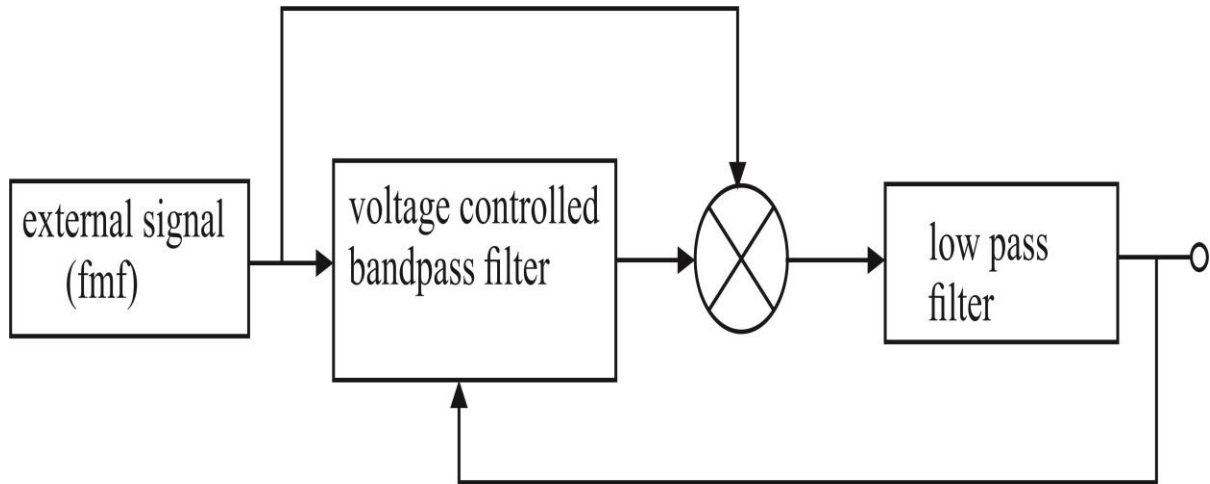 external signal
(fmf)
voltage controlled
bandpass filter
low pass
filter